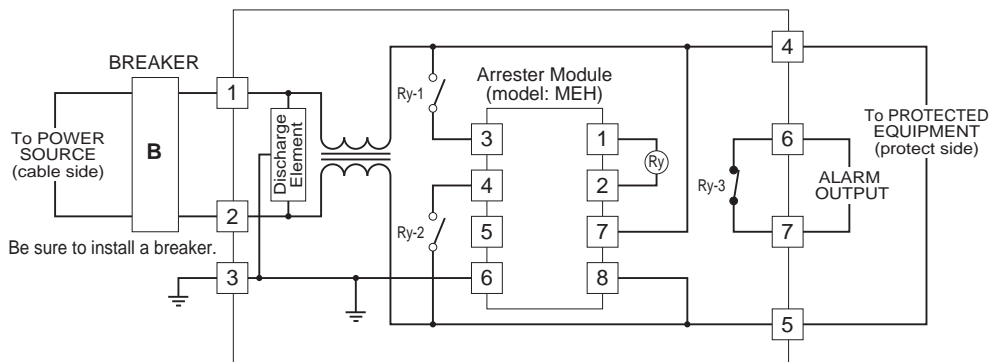 BREAKER
1
To POWER
SOURCE
(cable side)
B
2
Be sure to install a breaker.
3
Discharge
Element
Ry-1
Arrester Module
(model: MEH)
3
1
Ry
4
2
Ry-2
5
7
6
8
4
To PROTECTED
EQUIPMENT
(protect side)
6
Ry-3
ALARM
OUTPUT
7
5